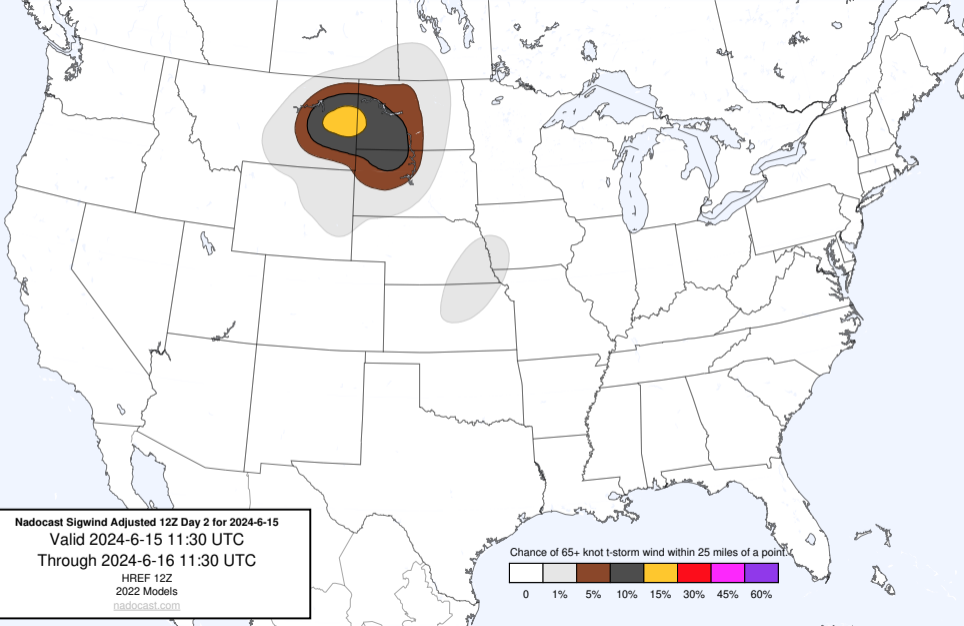 Nadocast Sigwind Adjusted 12Z Day 2 for 2024-6-15
Valid 2024-6-15 11:30 UTC
Through 2024-6-16 11:30 UTC
HREF 12Z
2022 Models
nadocast.com
Chance of 65+ knot t-storm wind within 25 miles of a point.
0 1% 5% 10% 15% 30% 45% 60%